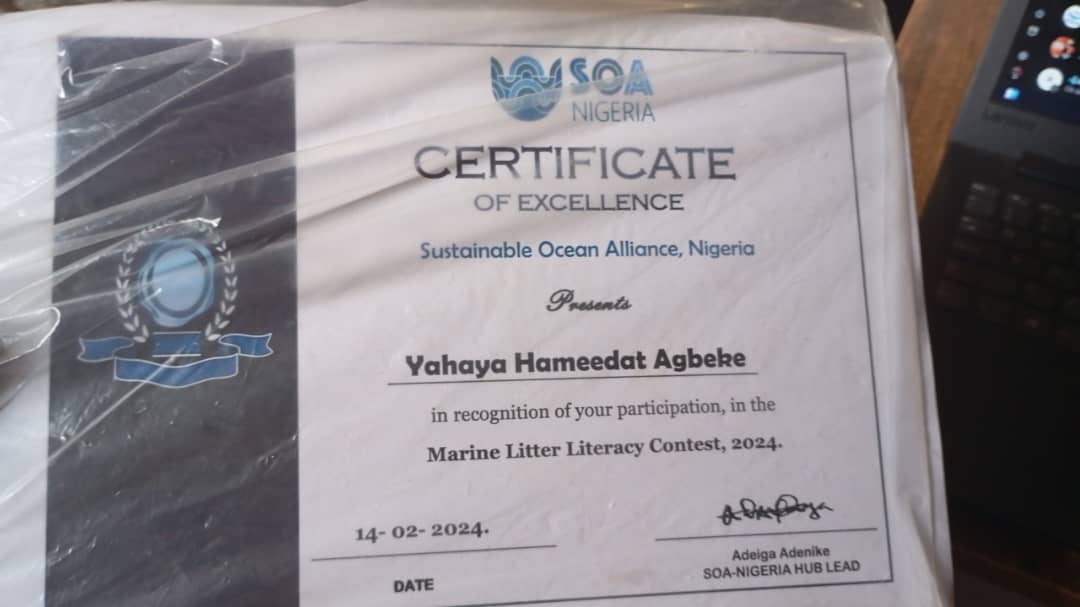 SOA
NIGERIA
CERTIFICATE
OF EXCELLENCE
Sustainable Ocean Alliance, Nigeria
Presents
Yahaya Hameedat Agbeke
in recognition of your participation, in the
Marine Litter Literacy Contest, 2024.
14- 02- 2024.
DATE
Adeiga Adenike
SOA-NIGERIA HUB LEAD
Lenovo